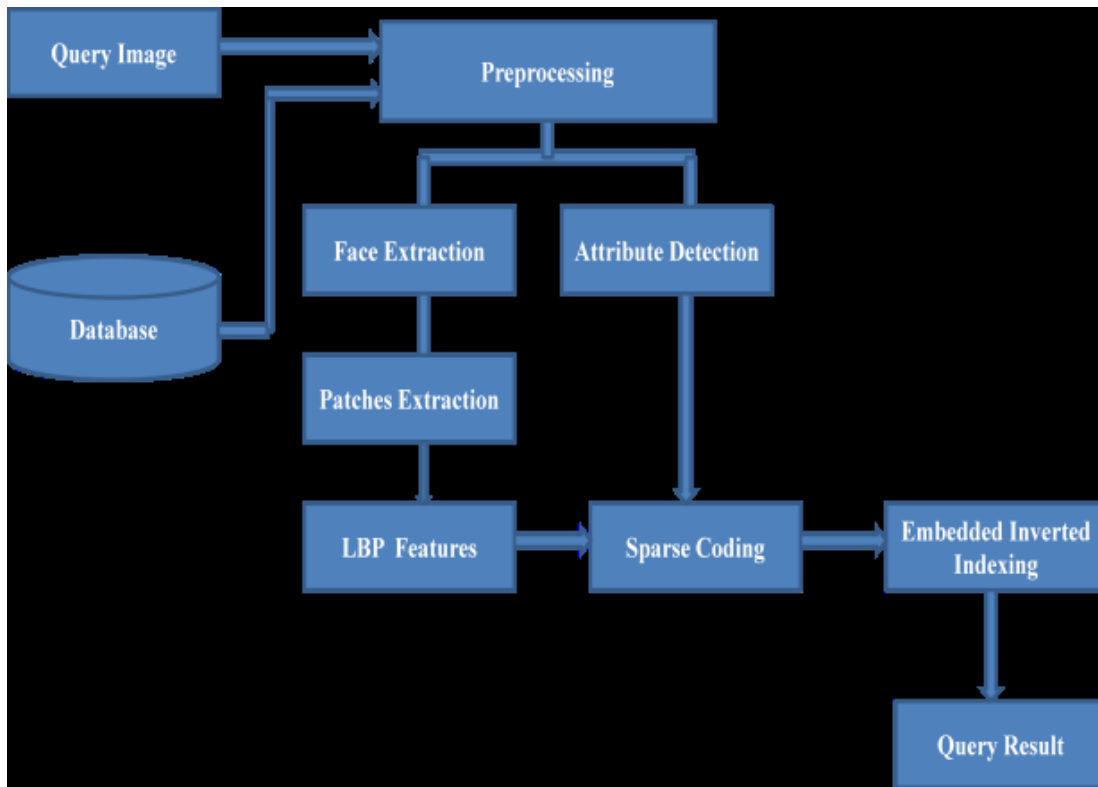 Query Image
Preprocessing
Face Extraction
Attribute Detection
Database
Patches Extraction
LBP Features
Sparse Coding
Embedded Inverted
Indexing
Query Result